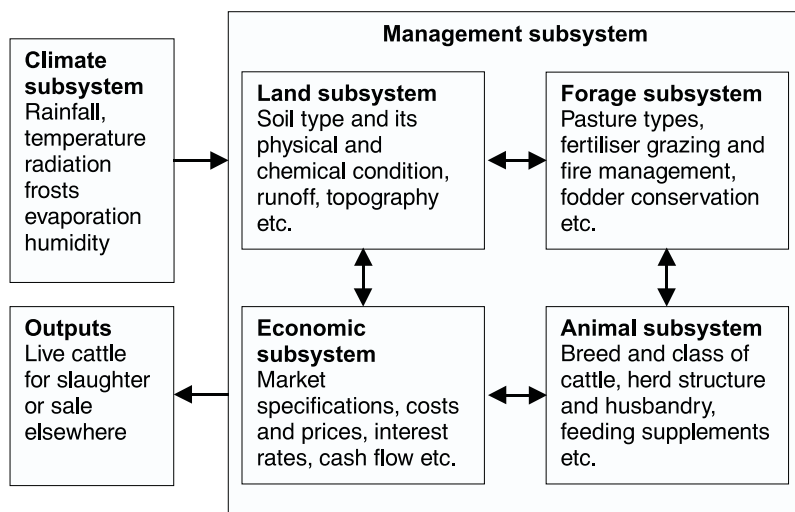 Management subsystem
Climate
subsystem
Rainfall,
temperature
radiation
frosts
evaporation
humidity
Land subsystem
Soil type and its
physical and
chemical condition,
runoff, topography
etc.
Forage subsystem
Pasture types,
fertiliser grazing and
fire management,
fodder conservation
etc.
Outputs
Live cattle
for slaughter
or sale
elsewhere
Economic
subsystem
Market
specifications, costs
and prices, interest
rates, cash flow etc.
Animal subsystem
Breed and class of
cattle, herd structure
and husbandry,
feeding supplements
etc.